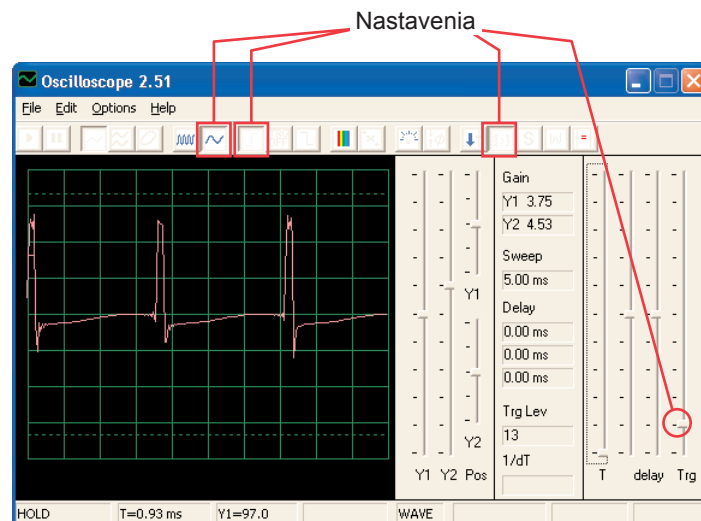 Nastavenia
Oscilloscope 2.51
File Edit Options Help
Gain
Y1 3.75
Y2 4.53
Sweep
5.00 ms
Y1
Delay
0.00 ms
0.00 ms
0.00 ms
Trg Lev
13
Y2
1/dT
Y1 Y2 Pos
T delay Trg
HOLD T=0.93 ms Y1=97.0 WAVE